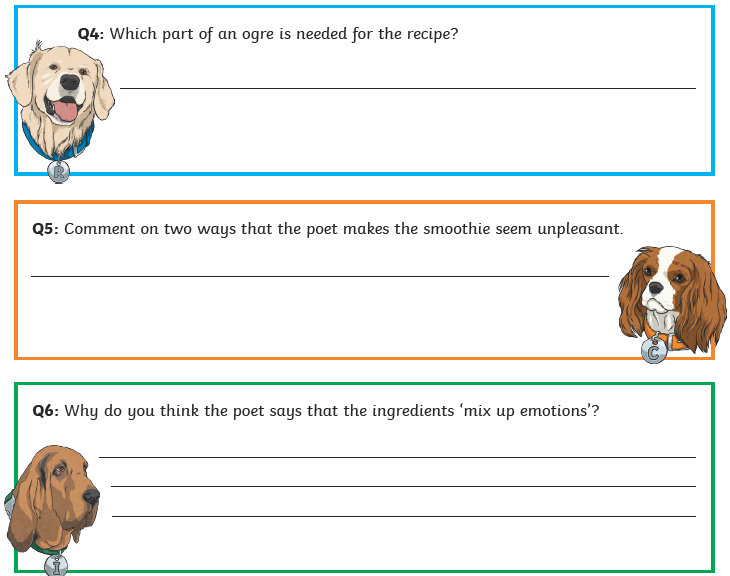 Q4: Which part of an ogre is needed for the recipe?
R
Q5: Comment on two ways that the poet makes the smoothie seem unpleasant.
C
Q6: Why do you think the poet says that the ingredients ‘mix up emotions’?
I